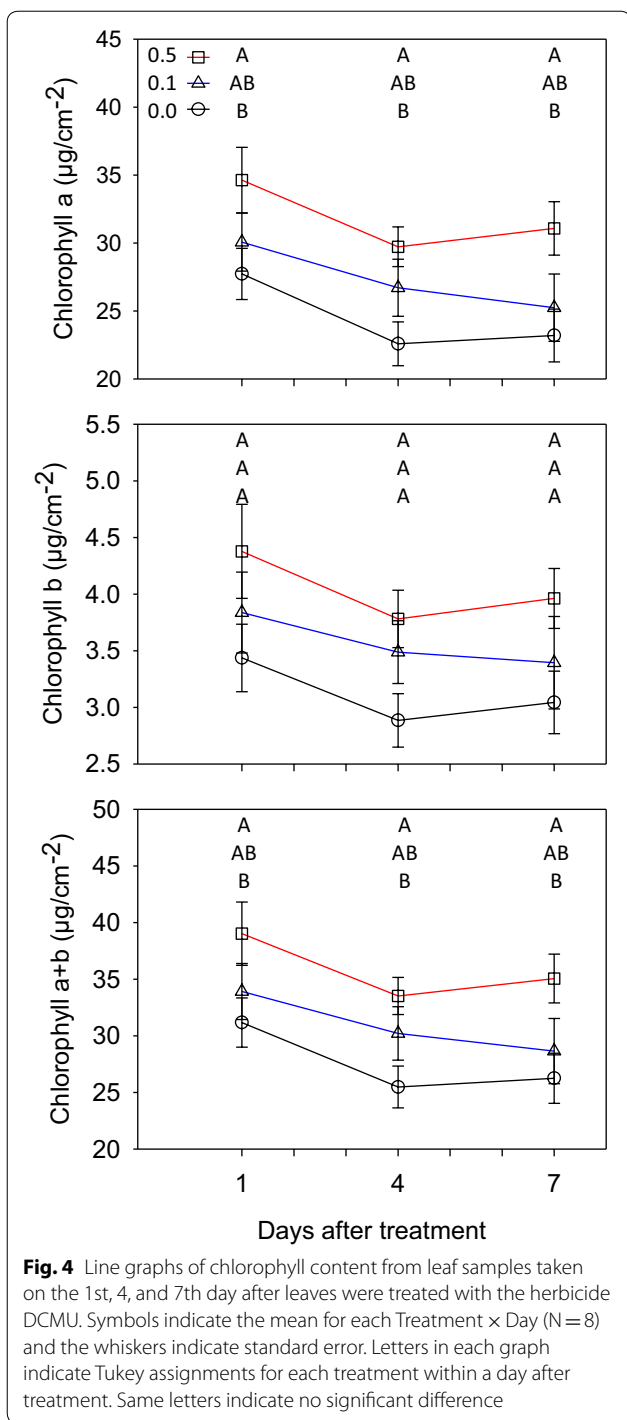 45
40
35
30
25
20
Chlorophyll a (µg/cm-2)
0.5
0.1
0.0
A A A
AB AB AB
B B B
5.5
5.0
4.5
4.0
3.5
3.0
2.5
Chlorophyll b (µg/cm-2)
A A A
A A A
A A A
50
40
35
30
25
20
Chlorophyll a+b (µg/cm-2)
A A A
AB AB AB
B B B
1 4 7
Days after treatment
Fig. 4 Line graphs of chlorophyll content from leaf samples taken
on the 1st, 4, and 7th day after leaves were treated with the herbicide
DCMU. Symbols indicate the mean for each Treatment × Day (N = 8)
and the whiskers indicate standard error. Letters in each graph
indicate Tukey assignments for each treatment within a day after
treatment. Same letters indicate no significant difference